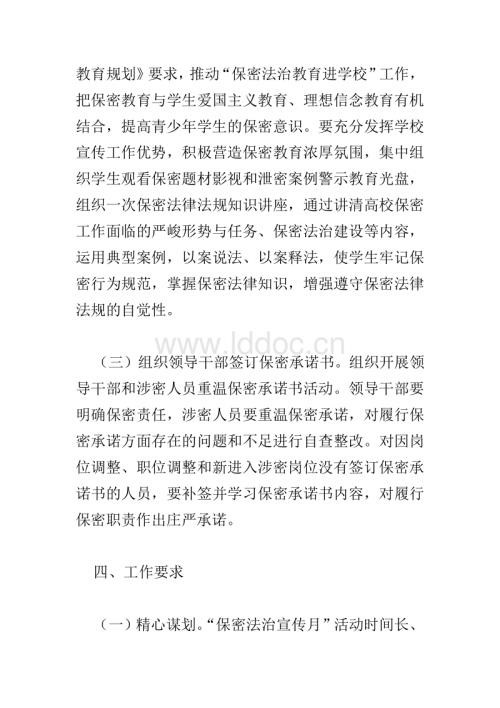 教育规划》要求，推动“保密法治教育进学校”工作，
把保密教育与学生爱国主义教育、理想信念教育有机
结合，提高青少年学生的保密意识。要充分发挥学校
宣传工作优势，积极营造保密教育浓厚氛围，集中组
织学生观看保密题材影视和泄密案例警示教育光盘，
组织一次保密法律法规知识讲座，通过讲清高校保密
工作面临的严峻形势与任务、保密法治建设等内容，
运用典型案例，以案说法、以案释法，使学生牢记保
密行为规范，掌握保密法律知识，增强遵守保密法律
法规的自觉性。
www.lddoc.cn
（三）组织领导干部签订保密承诺书。组织开展领
导干部和涉密人员重温保密承诺书活动。领导干部要
明确保密责任，涉密人员要重温保密承诺，对履行保
密承诺方面存在的问题和不足进行自查整改。对因岗
位调整、职位调整和新进入涉密岗位没有签订保密承
诺书的人员，要补签并学习保密承诺书内容，对履行
保密职责作出庄严承诺。
四、工作要求
（一）精心谋划。“保密法治宣传月”活动时间长、